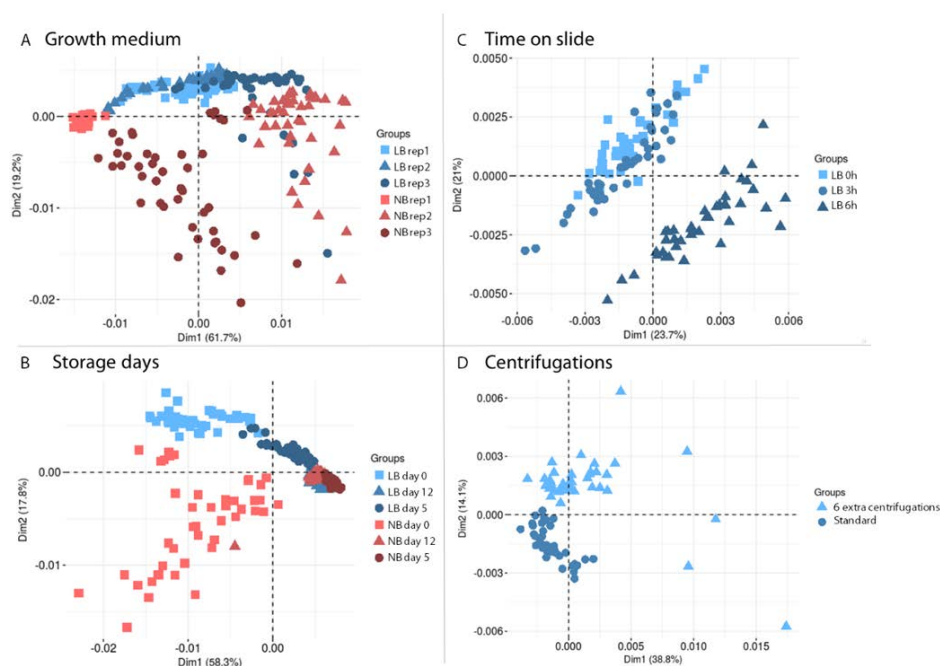 A Growth medium
0.00
-0.01
-0.02
Dim2 (19.2%)
-0.01
0.00
0.01
Dim1 (61.7%)
Groups
LB rep1
LB rep2
LB rep3
NB rep1
NB rep2
NB rep3
C Time on slide
0.0050
0.0025
0.0000
-0.0025
-0.0050
Dim2 (21%)
-0.006
-0.003
0.000
0.003
0.006
Dim1 (23.7%)
Groups
LB 0h
LB 3h
LB 6h
B Storage days
0.00
-0.01
Dim2 (17.8%)
-0.02
-0.01
0.00
Dim1 (58.3%)
Groups
LB day 0
LB day 12
LB day 5
NB day 0
NB day 12
NB day 5
D Centrifugations
0.006
0.003
0.000
-0.003
-0.006
Dim2 (14.1%)
0.000
0.005
0.010
0.015
Dim1 (38.8%)
Groups
6 extra centrifugations
Standard